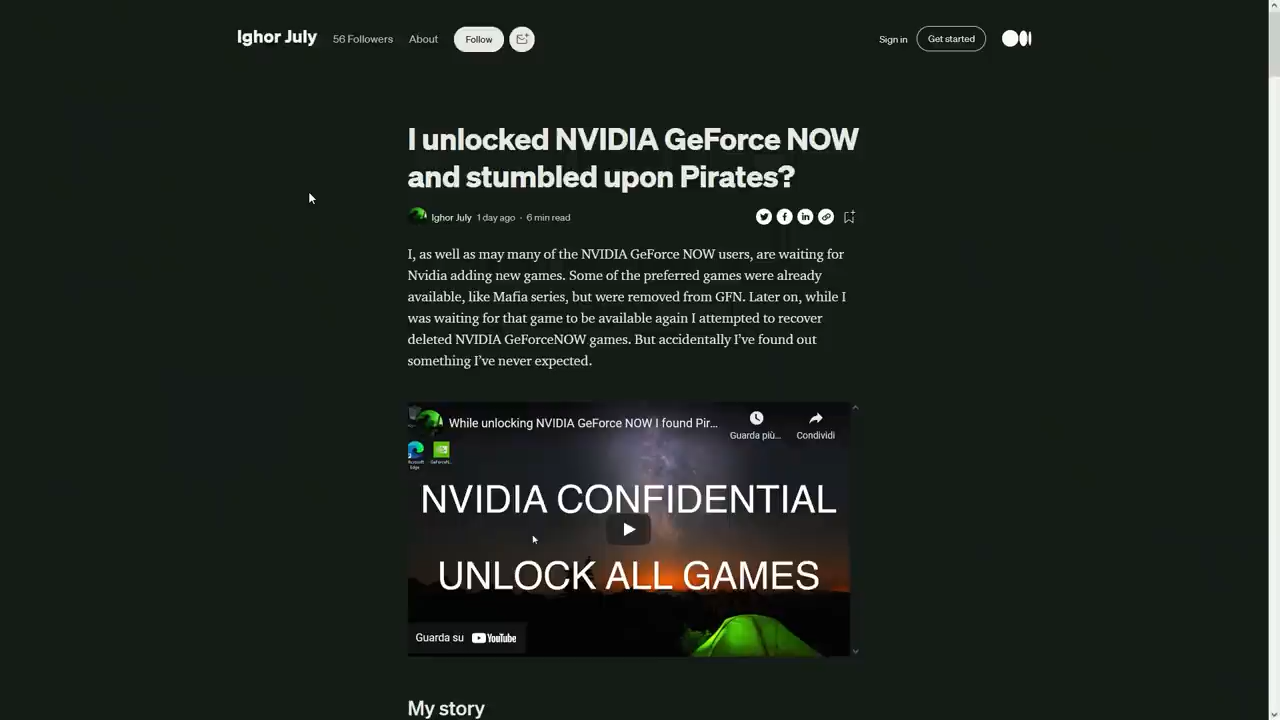 Ighor July 56 Followers About Follow Sign in Get started
I unlocked NVIDIA GeForce NOW
and stumbled upon Pirates?
Ighor July 1 day ago · 6 min read
I, as well as may many of the NVIDIA GeForce NOW users, are waiting for
Nvidia adding new games. Some of the preferred games were already
available, like Mafia series, but were removed from GFN. Later on, while I
was waiting for that game to be available again I attempted to recover
deleted NVIDIA GeForceNOW games. But accidentally I've found out
something I've never expected.
While unlocking NVIDIA GeForce NOW I found Pir...
Guarda più... Condividi
NVIDIA CONFIDENTIAL
UNLOCK ALL GAMES
Guarda su YouTube
My story